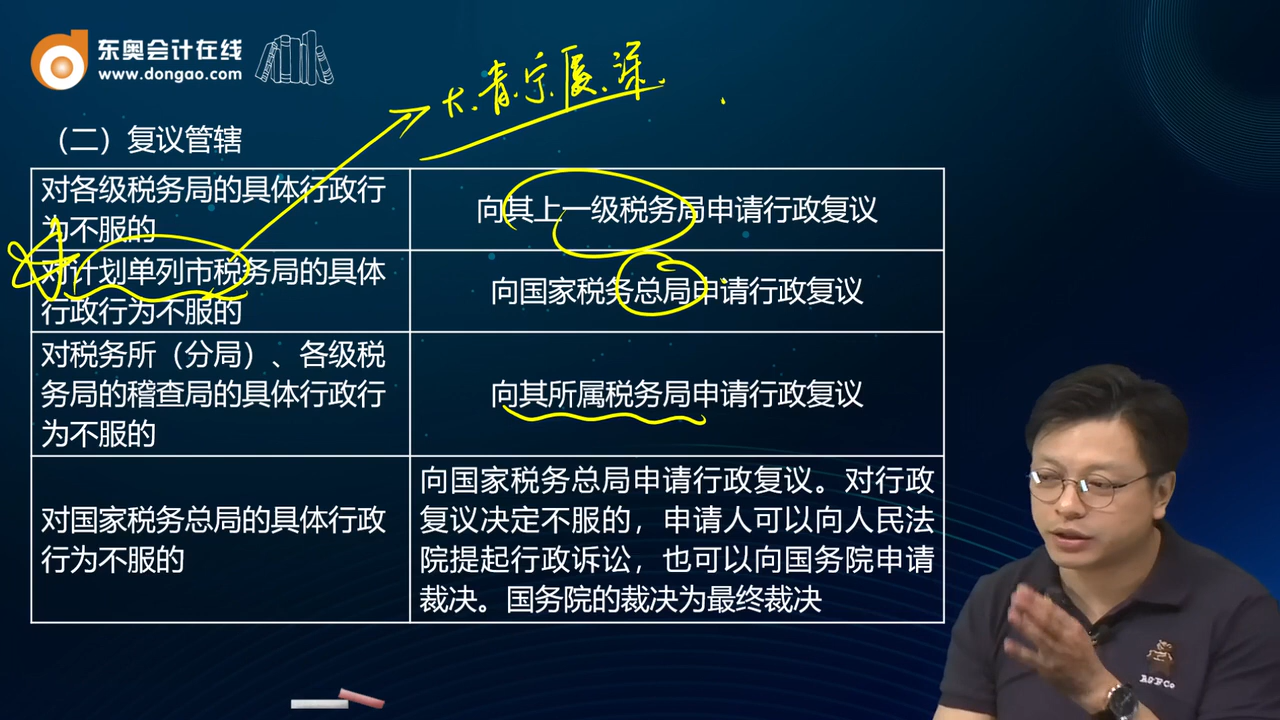 东奥会计在线
www.dongao.com
大.青.宁.厦.深.
（二）复议管辖
对各级税务局的具体行政行
为不服的
向其上一级税务局申请行政复议
对计划单列市税务局的具体
行政行为不服的
向国家税务总局申请行政复议
对税务所（分局）、各级税
务局的稽查局的具体行政行
为不服的
向其所属税务局申请行政复议
对国家税务总局的具体行政
行为不服的
向国家税务总局申请行政复议。对行政
复议决定不服的，申请人可以向人民法
院提起行政诉讼，也可以向国务院申请
裁决。国务院的裁决为最终裁决